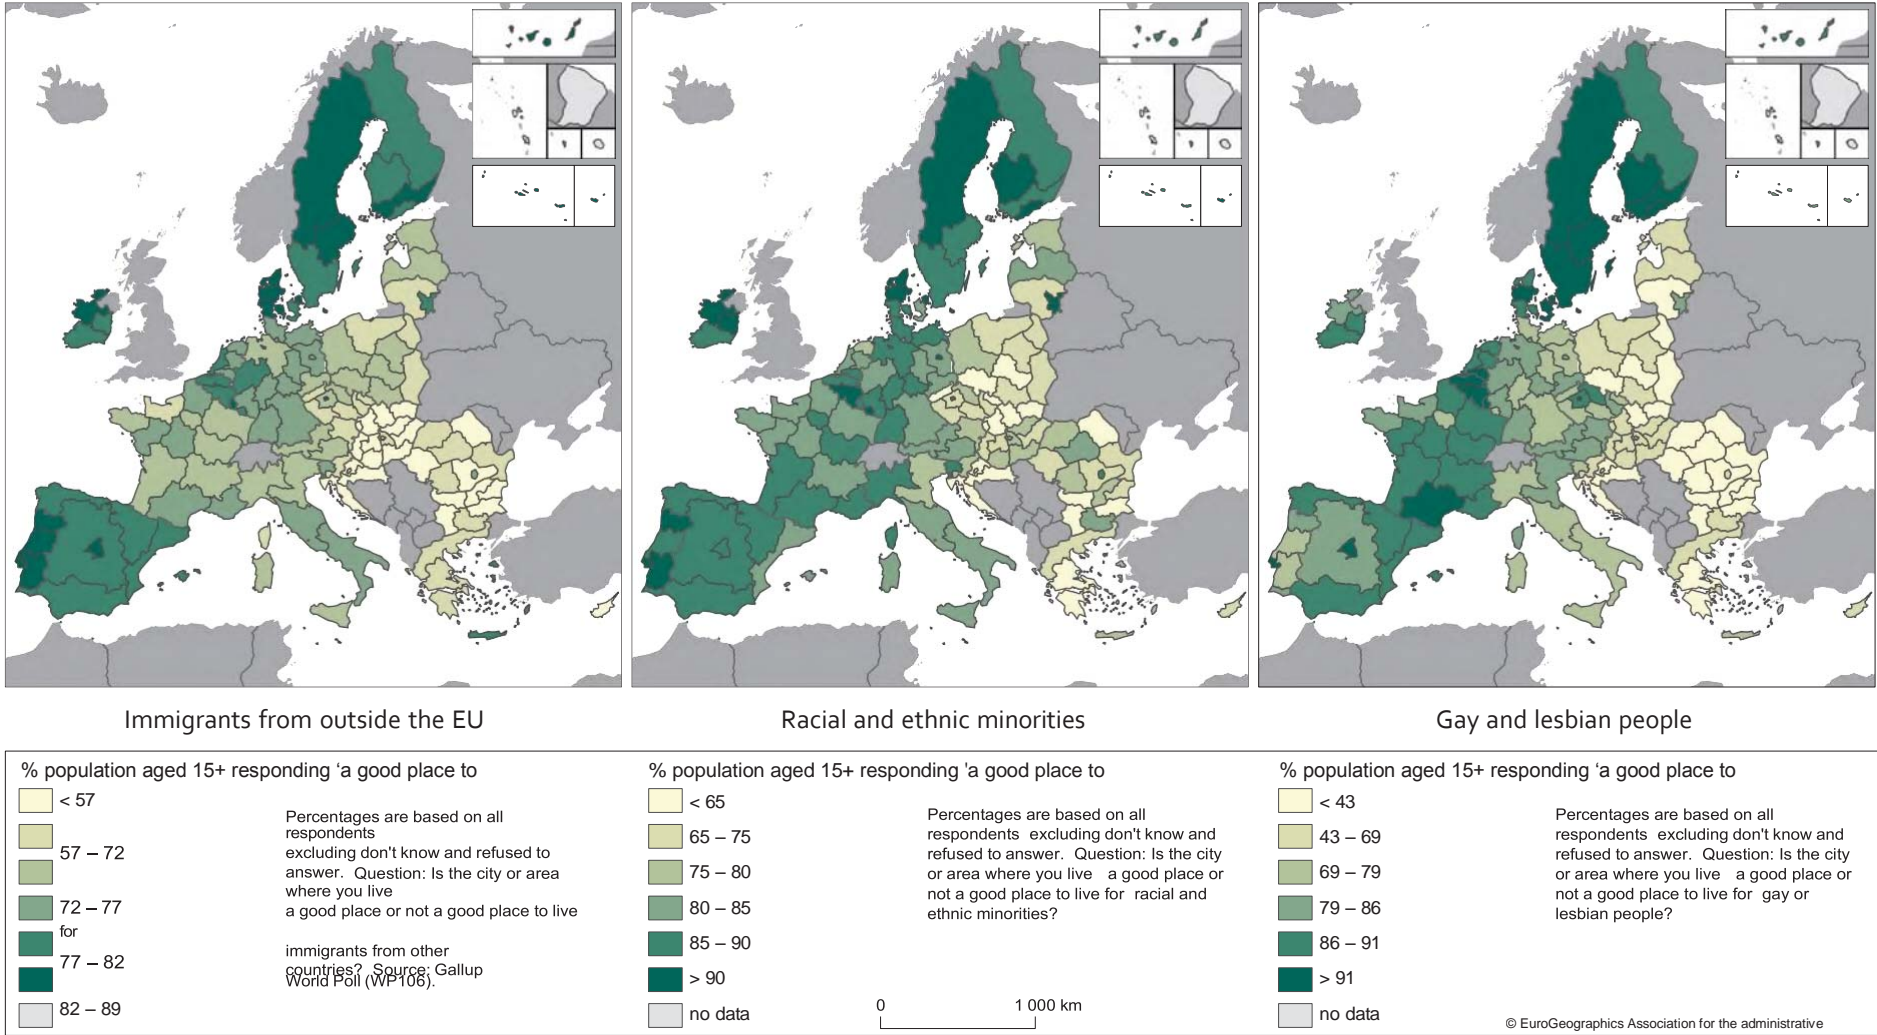 Immigrants from outside the EU
Racial and ethnic minorities
Gay and lesbian people
% population aged 15+ responding ‘a good place to
< 57
57 – 72
72 – 77
for
77 – 82
82 – 89
Percentages are based on all
respondents
excluding don't know and refused to
answer. Question: Is the city or area
where you live
a good place or not a good place to live
immigrants from other
countries? Source: Gallup
World Poll (WP106).
% population aged 15+ responding 'a good place to
< 65
65 – 75
75 – 80
80 – 85
85 – 90
> 90
no data
Percentages are based on all
respondents excluding don't know and
refused to answer. Question: Is the city
or area where you live a good place or
not a good place to live for racial and
ethnic minorities?
0 1 000 km
% population aged 15+ responding ‘a good place to
< 43
43 – 69
69 – 79
79 – 86
86 – 91
> 91
no data
Percentages are based on all
respondents excluding don't know and
refused to answer. Question: Is the city
or area where you live a good place or
not a good place to live for gay or
lesbian people?
© EuroGeographics Association for the administrative